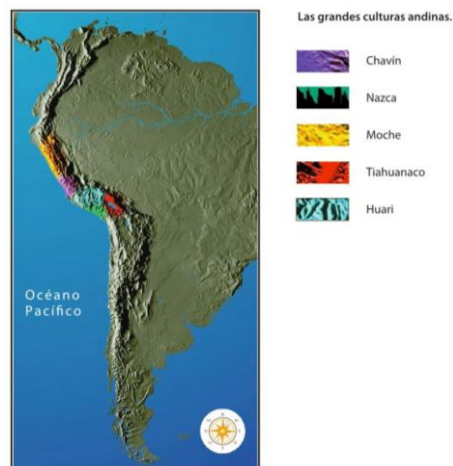 Las grandes culturas andinas.
Chavín
Nazca
Moche
Tiahuanaco
Huari
Océano
Pacífico